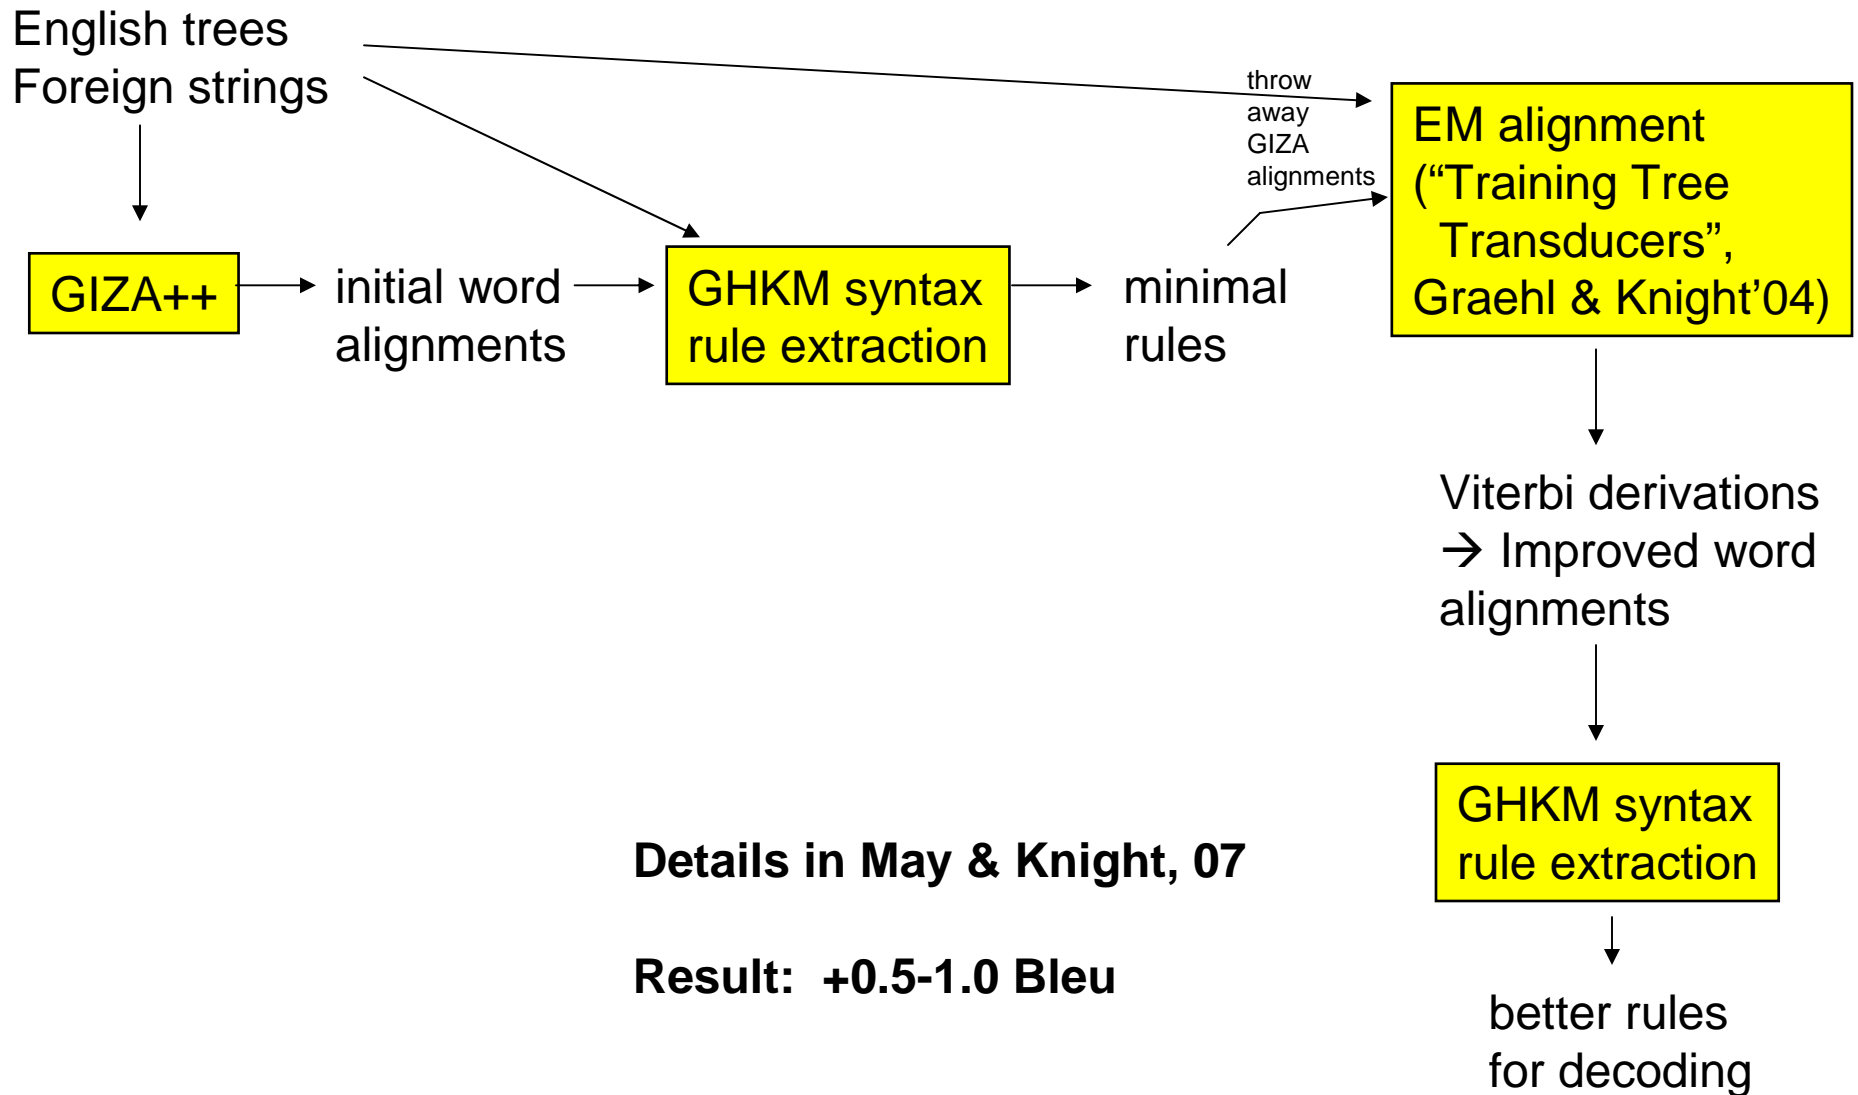 English trees
Foreign strings
throw
away
GIZA
alignments
EM alignment
(“Training Tree
Transducers”,
Graehl & Knight’04)
GIZA++
initial word
alignments
GHKM syntax
rule extraction
minimal
rules
Viterbi derivations
→ Improved word
alignments
GHKM syntax
rule extraction
Details in May & Knight, 07
Result: +0.5-1.0 Bleu
better rules
for decoding